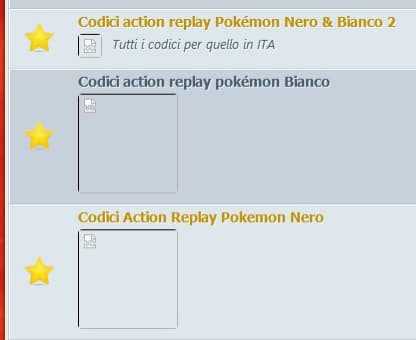 Codici action replay Pokémon Nero & Bianco 2
Tutti i codici per quello in ITA
Codici action replay pokémon Bianco
Codici Action Replay Pokemon Nero